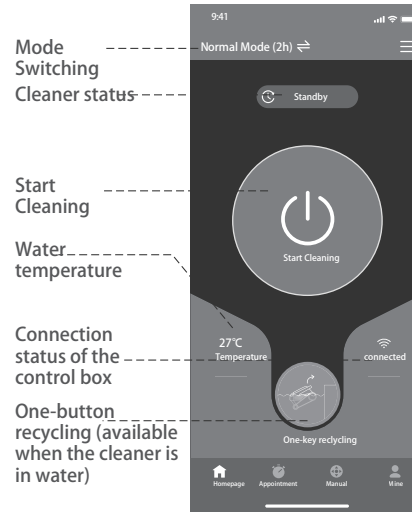 9:41
Mode
Switching
Normal Mode (2h)
Cleaner status
Standby
Start
Cleaning
Start Cleaning
Water
temperature
27℃
Temperature
connected
Connection
status of the
control box
One-button
recycling (available
when the cleaner is
in water)
One-key reclycling
Homepage
Appointment
Manual
Mine